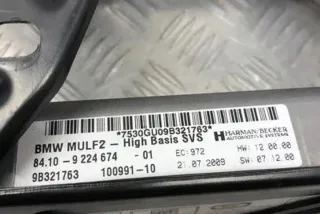 *7530GU09B321763*
BMW MULF2 - High Basis SVS
HARMAN/BECKER
AUTOMOTIVE SYSTEMS
84.10 - 9 224 674 - 01
EC: 972
HW: 12.00.00
9B321763 100991-10
21.07.2009
SW: 07.12.00